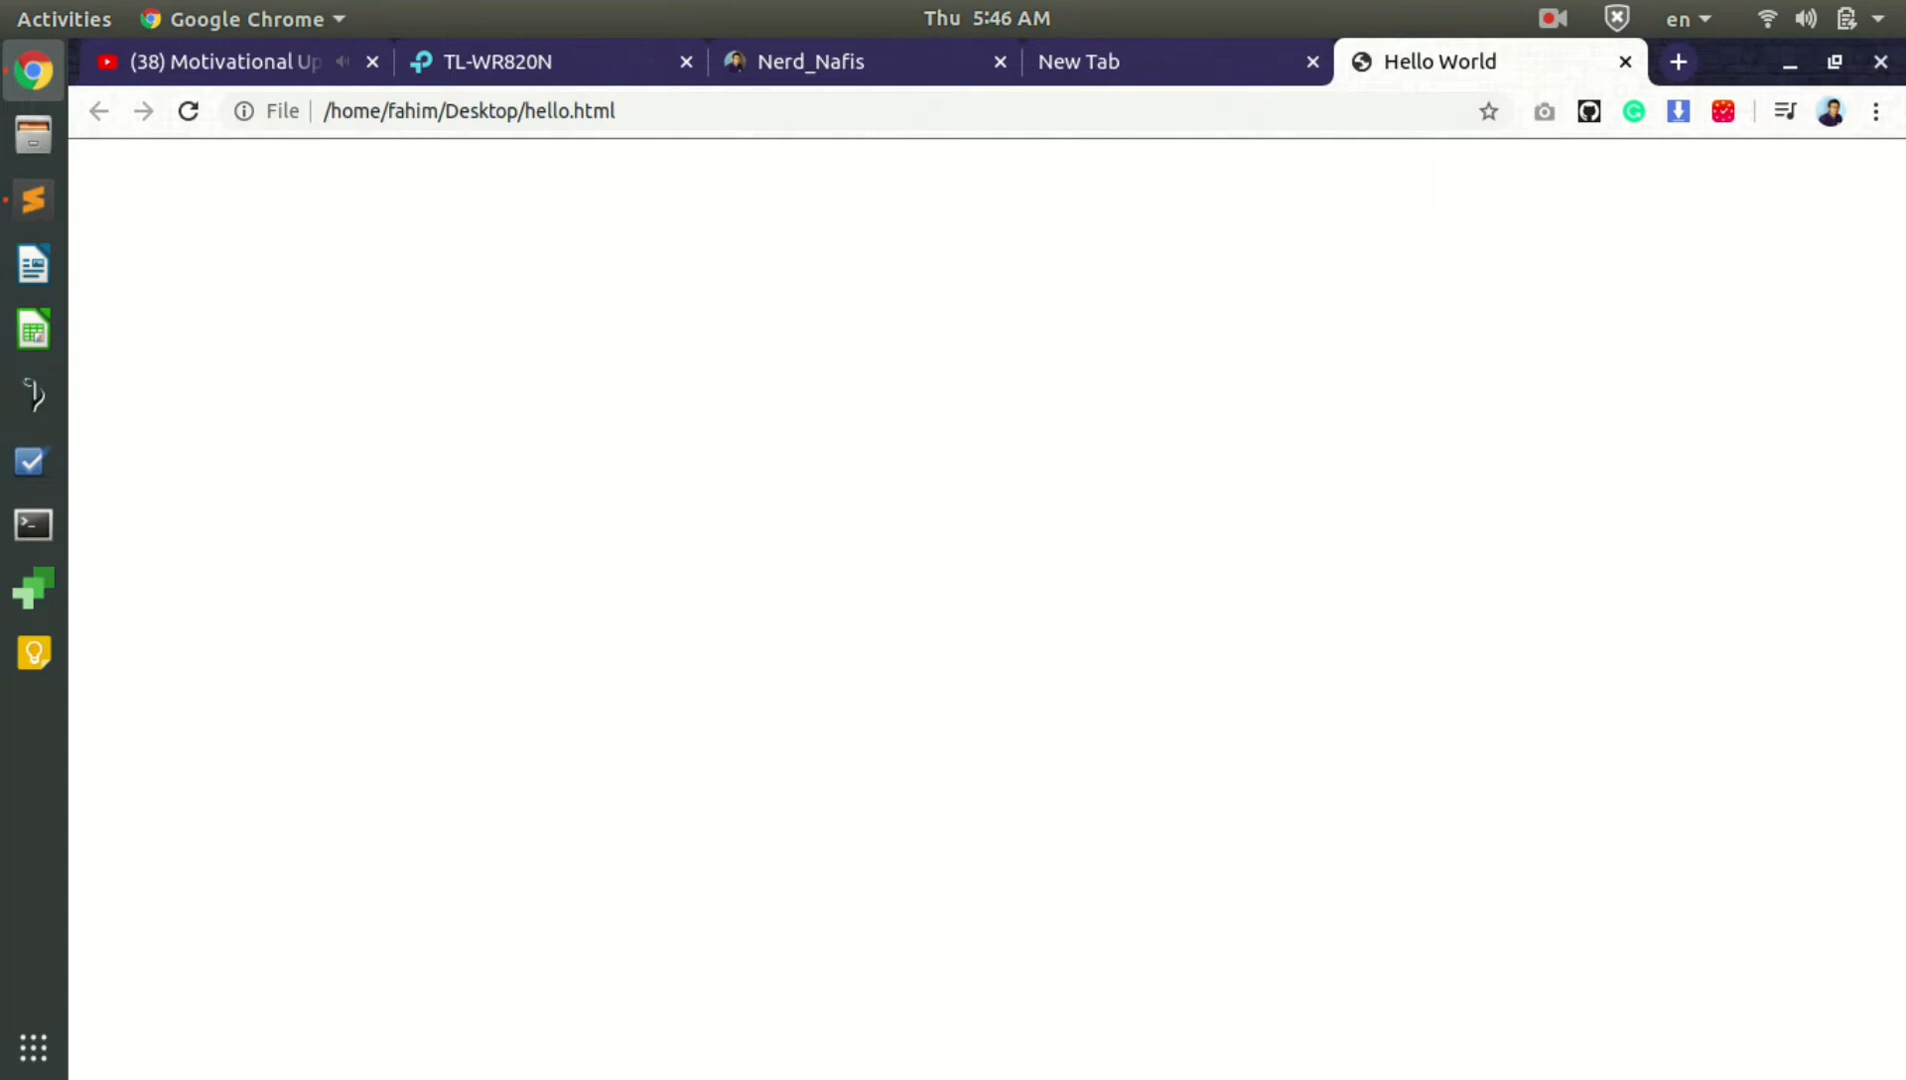 Activities Google Chrome Thu 5:46 AM en
(38) Motivational Up TL-WR820N Nerd_Nafis New Tab Hello World
File /home/fahim/Desktop/hello.html